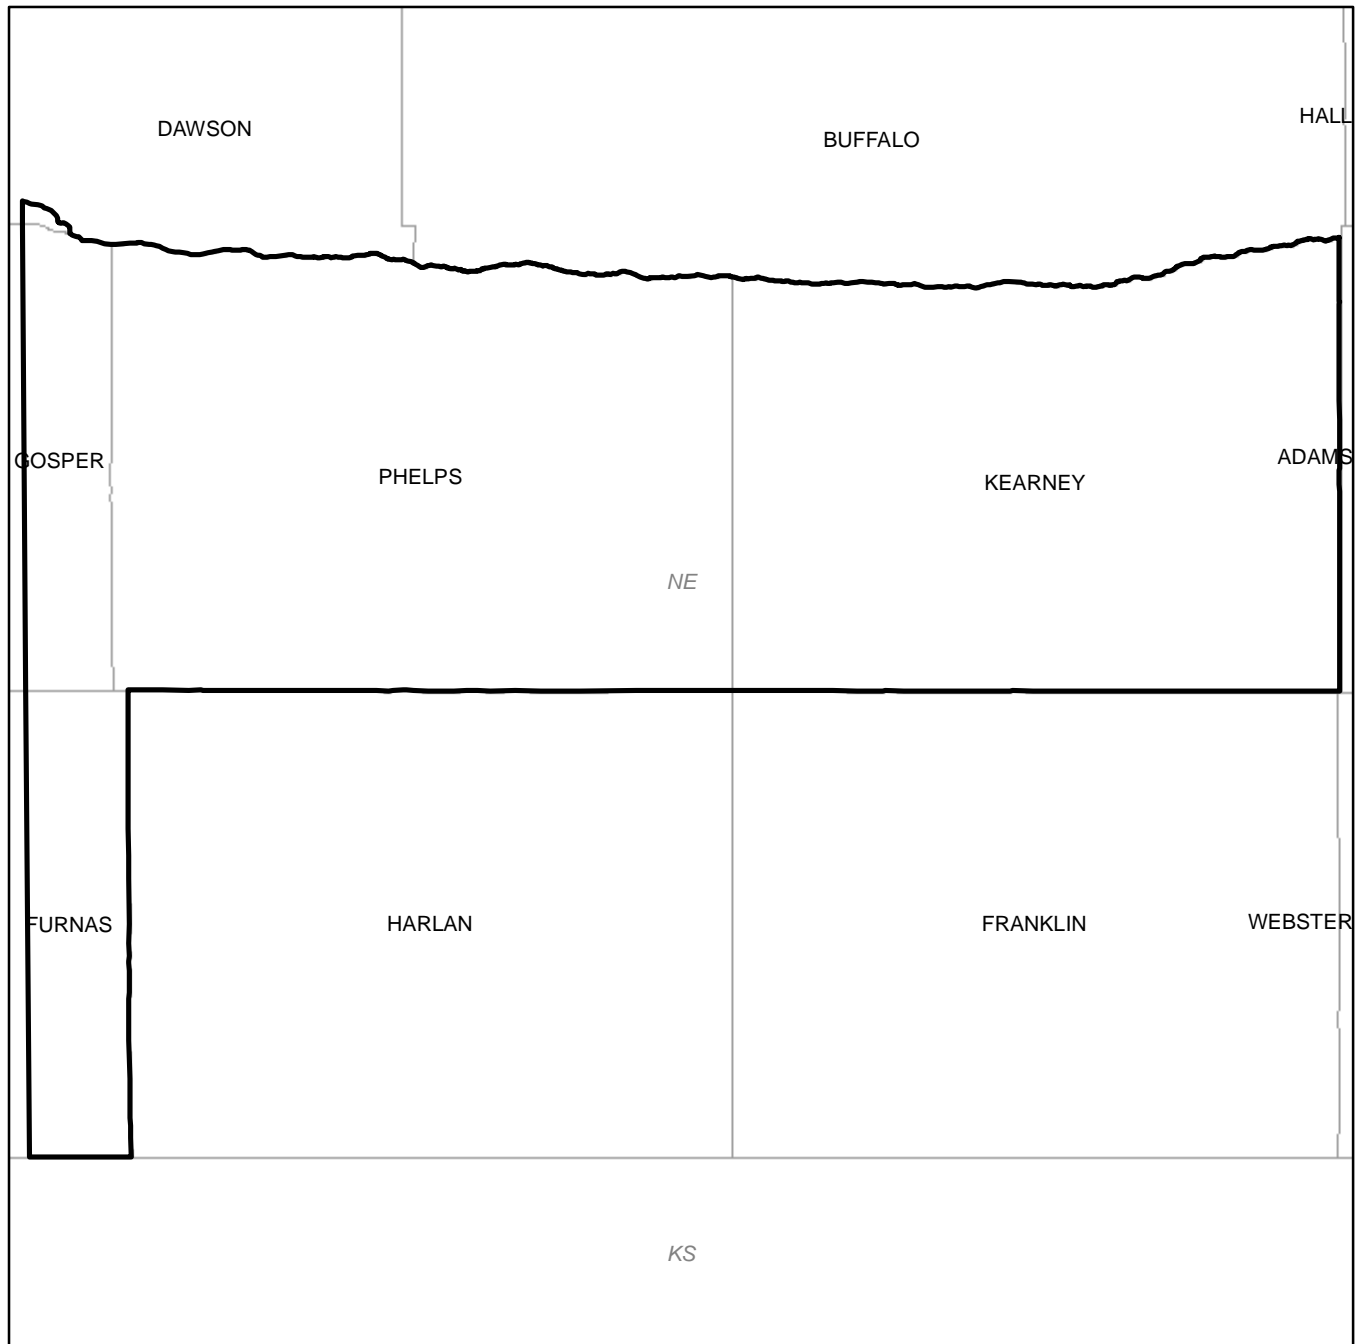 HALL
DAWSON
BUFFALO
ADAMS
GOSPER
PHELPS
KEARNEY
NE
WEBSTER
FURNAS
HARLAN
FRANKLIN
KS